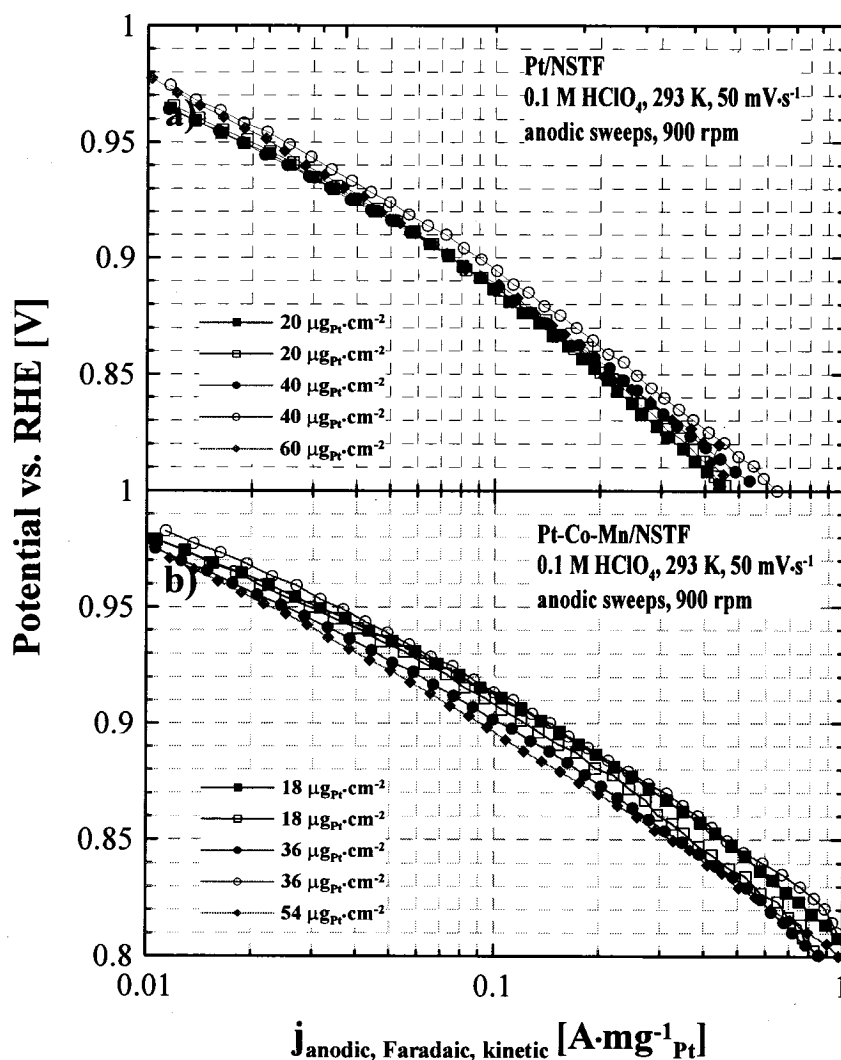 1
Pt/NSTF
0.1 M HClO₄, 293 K, 50 mV·s⁻¹
anodic sweeps, 900 rpm
a)
0.95
0.9
20 μgPt·cm⁻²
20 μgPt·cm⁻²
40 μgPt·cm⁻²
40 μgPt·cm⁻²
60 μgPt·cm⁻²
0.85
Potential vs. RHE [V]
1
Pt-Co-Mn/NSTF
0.1 M HClO₄, 293 K, 50 mV·s⁻¹
anodic sweeps, 900 rpm
b)
0.95
0.9
18 μgPt·cm⁻²
18 μgPt·cm⁻²
36 μgPt·cm⁻²
36 μgPt·cm⁻²
54 μgPt·cm⁻²
0.85
0.8
0.01 0.1 1
janodic, Faradaic, kinetic [A·mg⁻¹Pt]